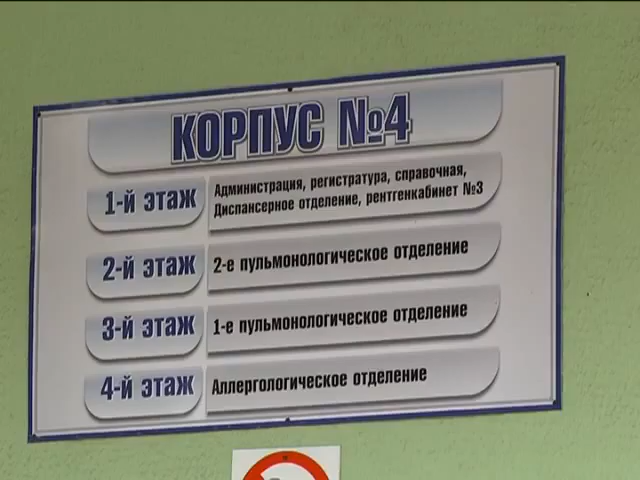 КОРПУС №4
1-й этаж
Администрация, регистратура, справочная,
Диспансерное отделение, рентгенкабинет №3
2-й этаж
2-е пульмонологическое отделение
3-й этаж
1-е пульмонологическое отделение
4-й этаж
Аллергологическое отделение